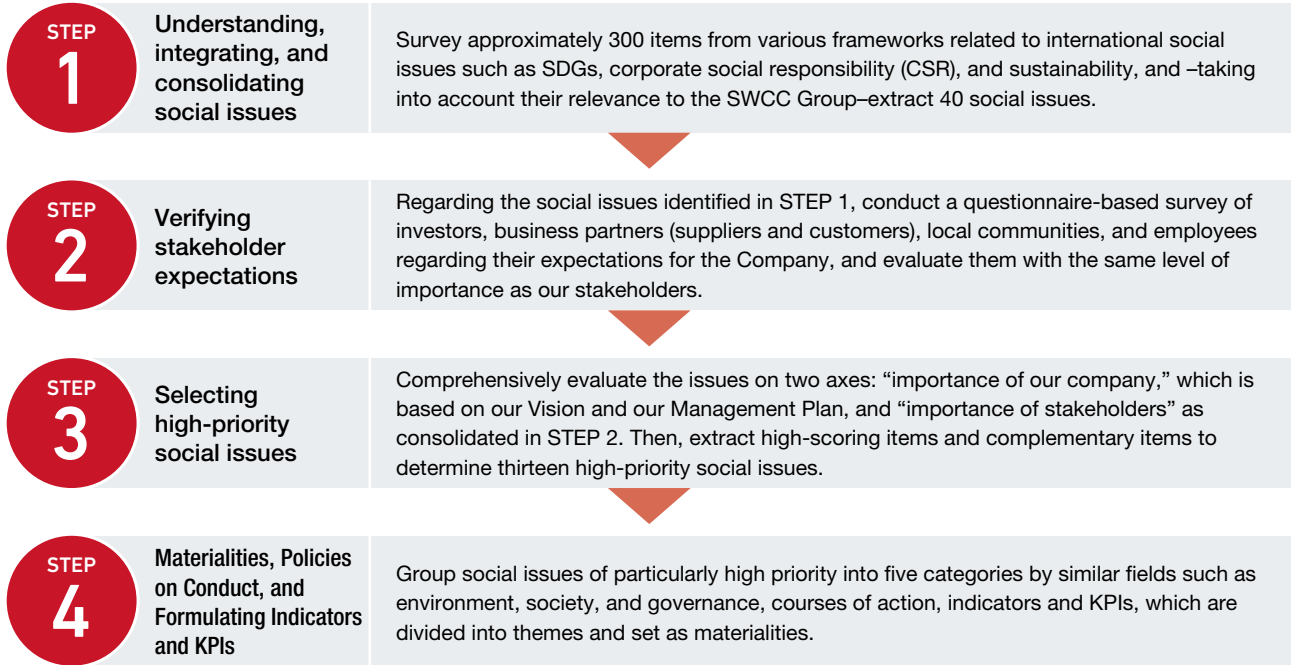 STEP
1
Understanding,
integrating, and
consolidating
social issues
Survey approximately 300 items from various frameworks related to international social
issues such as SDGs, corporate social responsibility (CSR), and sustainability, and –taking
into account their relevance to the SWCC Group–extract 40 social issues.
STEP
2
Verifying
stakeholder
expectations
Regarding the social issues identified in STEP 1, conduct a questionnaire-based survey of
investors, business partners (suppliers and customers), local communities, and employees
regarding their expectations for the Company, and evaluate them with the same level of
importance as our stakeholders.
STEP
3
Selecting
high-priority
social issues
Comprehensively evaluate the issues on two axes: “importance of our company,” which is
based on our Vision and our Management Plan, and “importance of stakeholders” as
consolidated in STEP 2. Then, extract high-scoring items and complementary items to
determine thirteen high-priority social issues.
STEP
4
Materialities, Policies
on Conduct, and
Formulating Indicators
and KPIs
Group social issues of particularly high priority into five categories by similar fields such as
environment, society, and governance, courses of action, indicators and KPIs, which are
divided into themes and set as materialities.